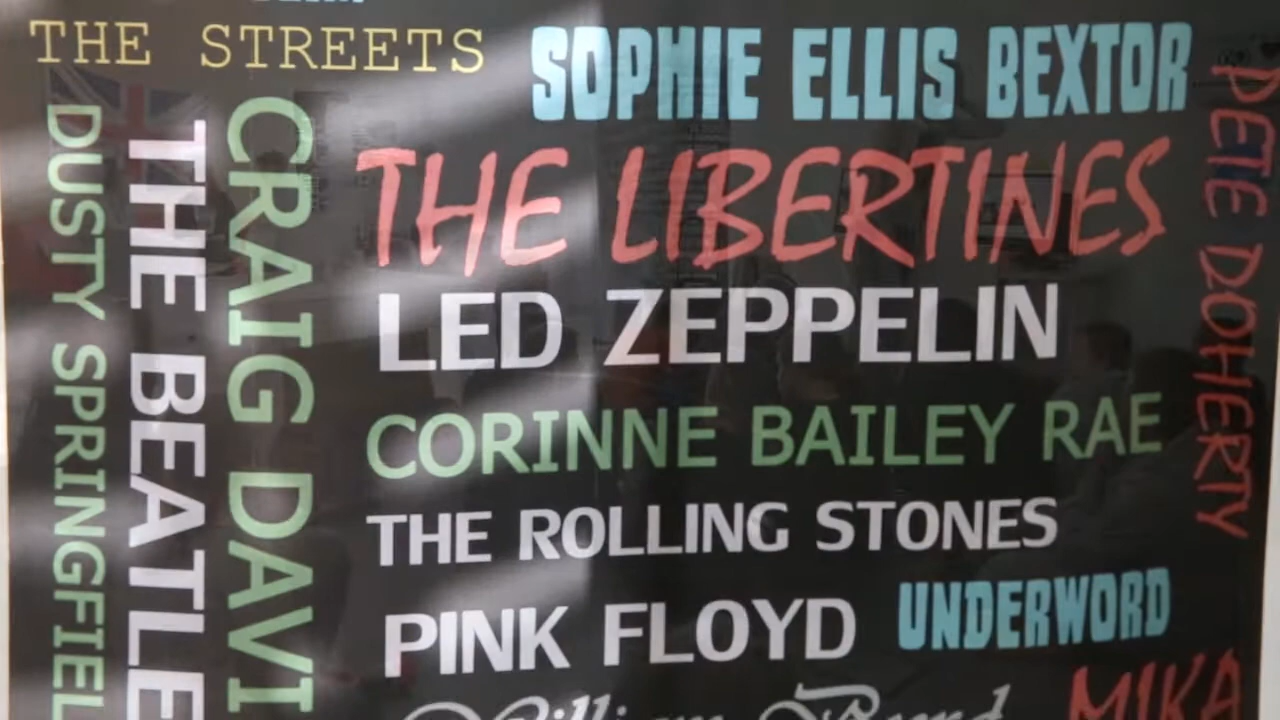 THE STREETS
SOPHIE ELLIS BEXTOR
DUSTY SPRINGFIEL
THE BEATLE
CRAIG DAVI
THE LIBERTINES
PETE DOHERTY
LED ZEPPELIN
CORINNE BAILEY RAE
THE ROLLING STONES
PINK FLOYD
UNDERWORD
MIKA